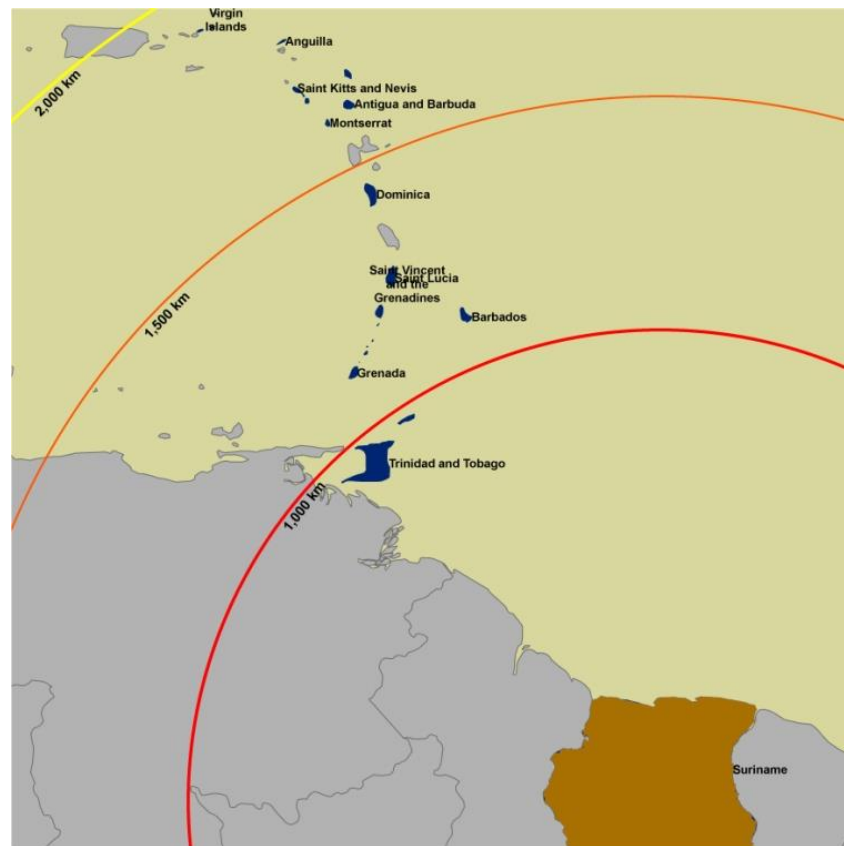 Virgin
Islands
Anguilla
2,000 km
Saint Kitts and Nevis
Antigua and Barbuda
Montserrat
Dominica
Saint Vincent
and the
Grenadines
Saint Lucia
1,500 km
Barbados
Grenada
Trinidad and Tobago
1,000 km
Suriname